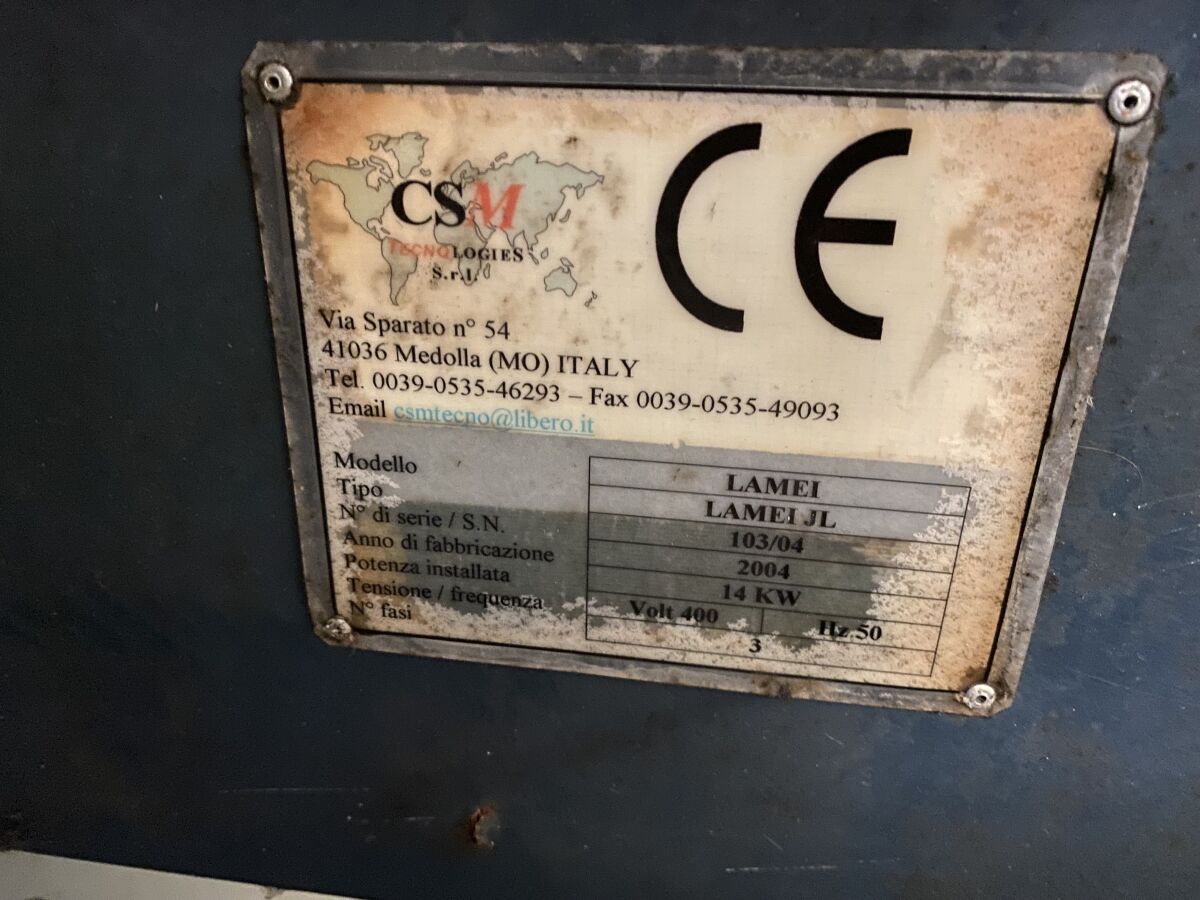 CSM
TECNOLOGIES
S.r.l.
CE
Via Sparato n° 54
41036 Medolla (MO) ITALY
Tel. 0039-0535-46293 – Fax 0039-0535-49093
Email csmtecno@libero.it
Modello LAMEI
Tipo LAMEI JL
N° di serie / S.N. 103/04
Anno di fabbricazione 2004
Potenza installata 14 KW
Tensione / frequenza Volt 400 Hz 50
N° fasi 3